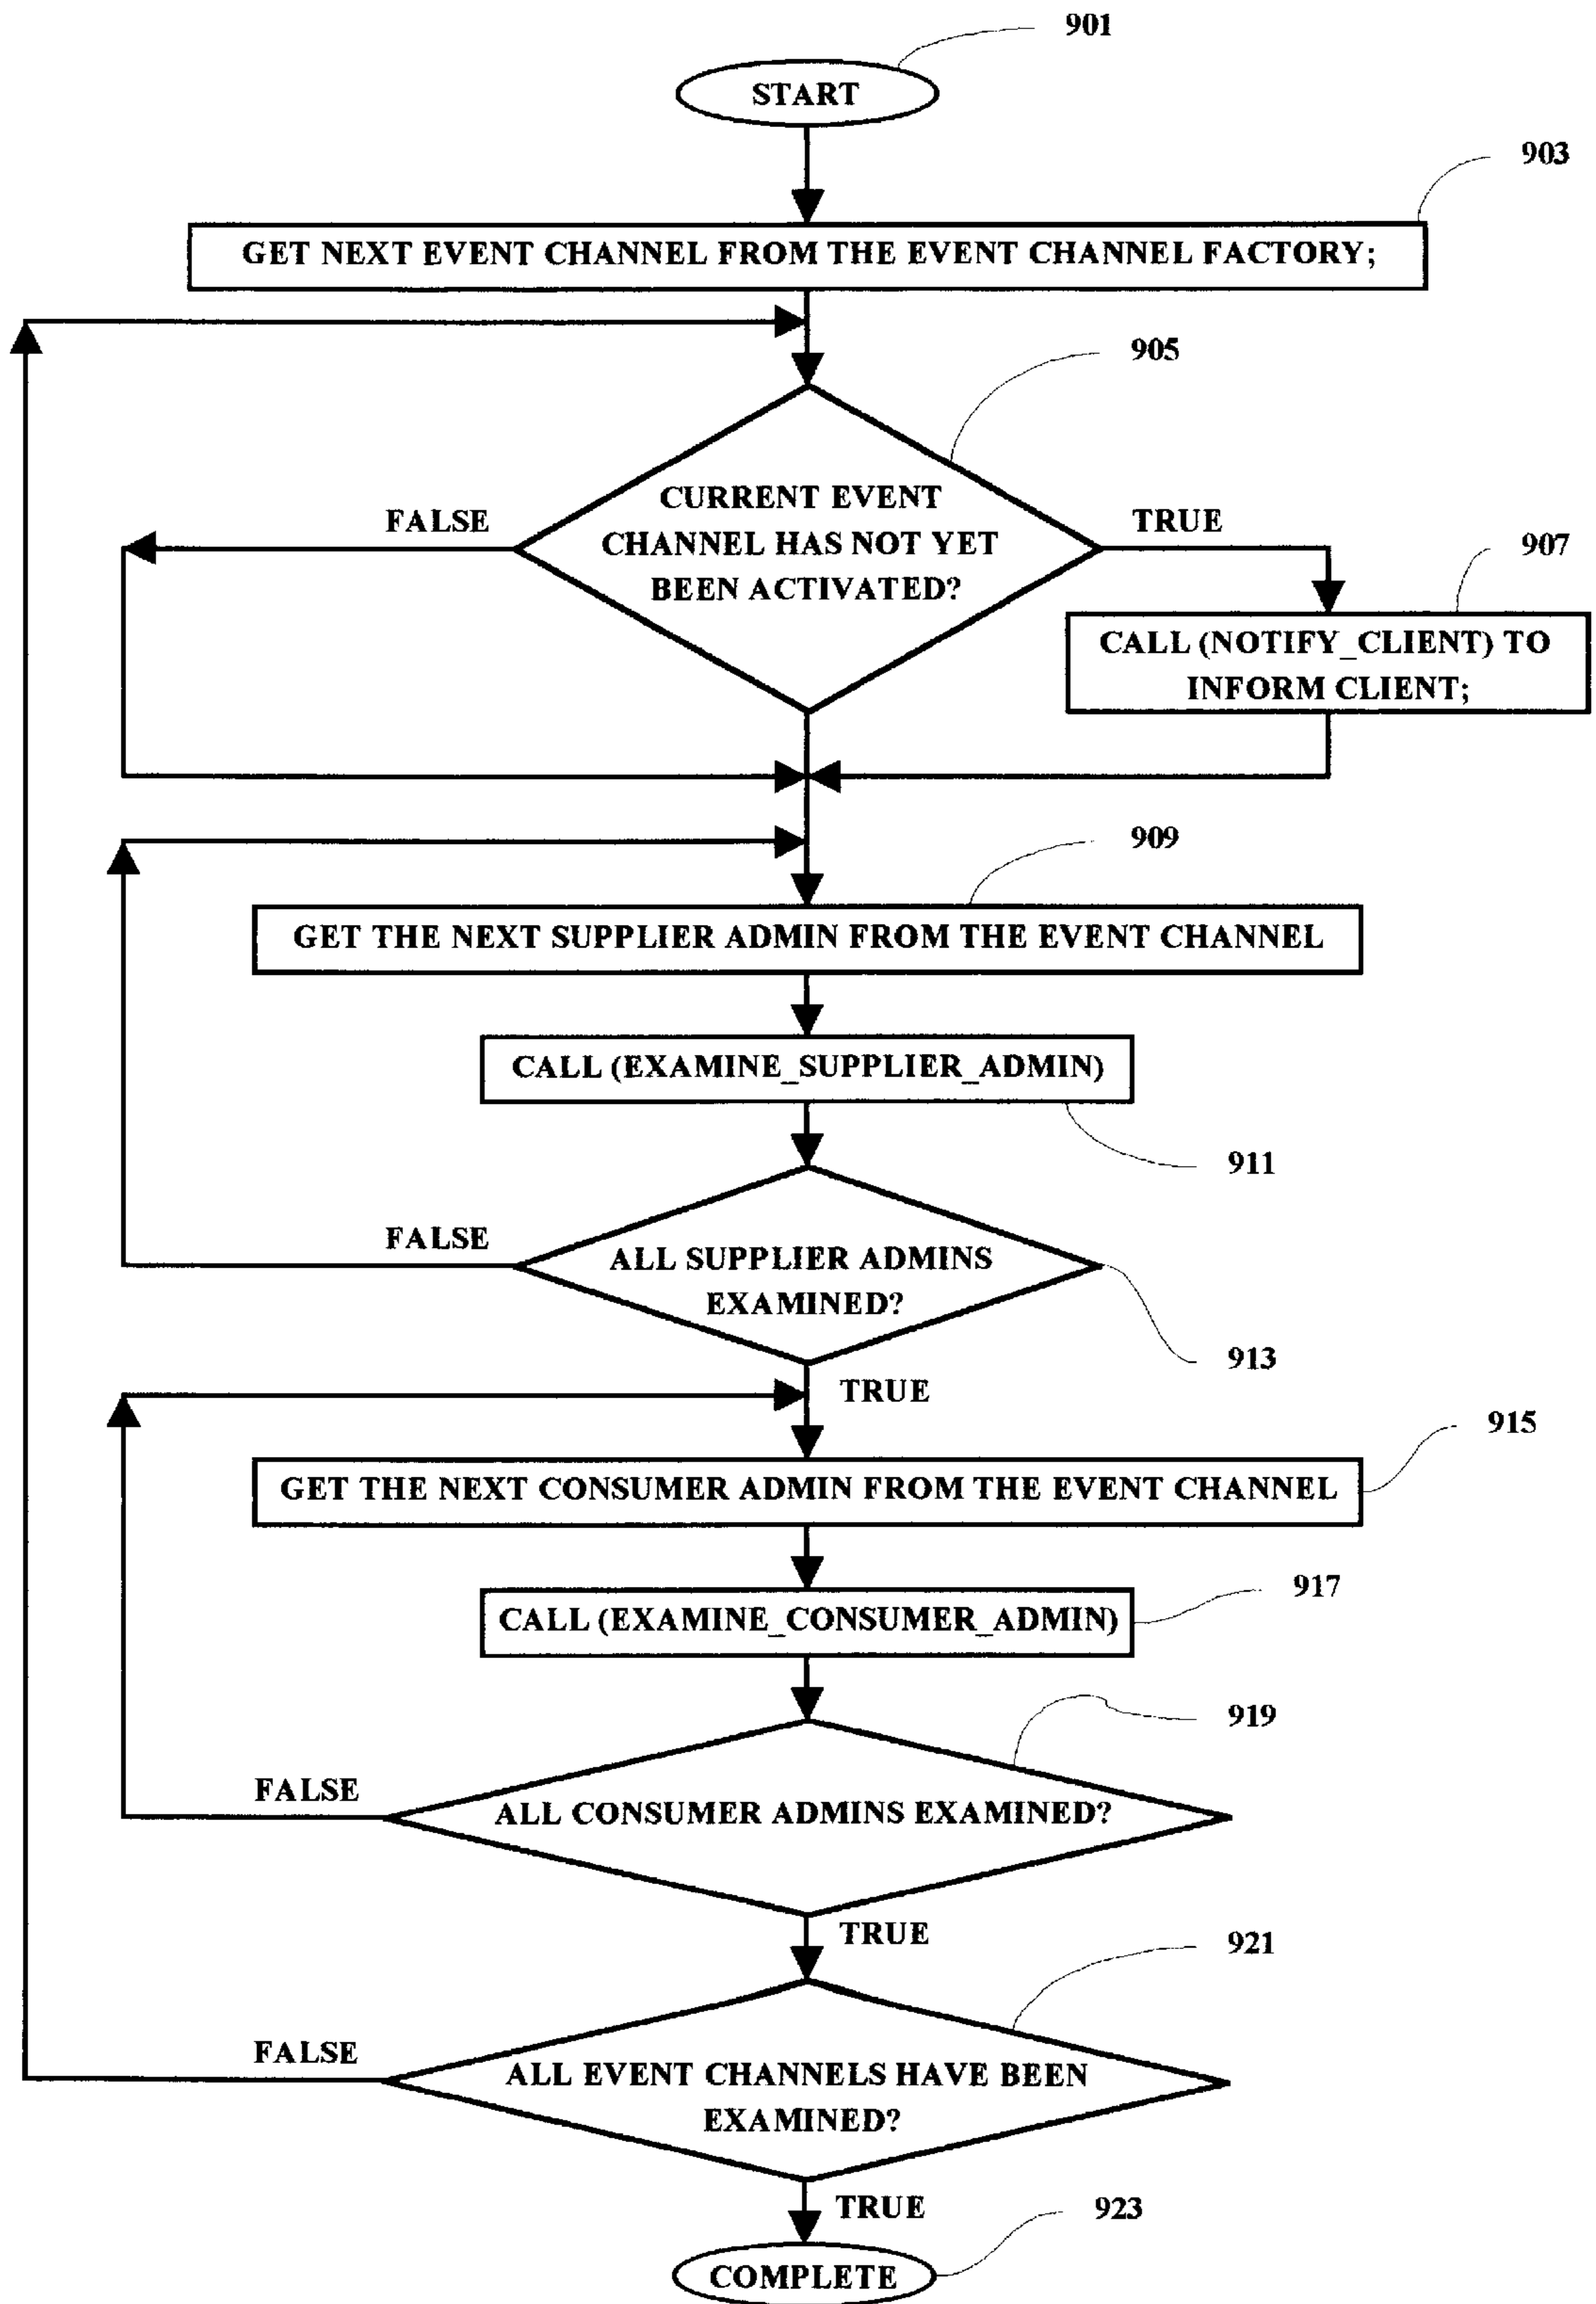 901
START
903
GET NEXT EVENT CHANNEL FROM THE EVENT CHANNEL FACTORY;
905
CURRENT EVENT
CHANNEL HAS NOT YET
BEEN ACTIVATED?
FALSE
TRUE
907
CALL (NOTIFY_CLIENT) TO
INFORM CLIENT;
909
GET THE NEXT SUPPLIER ADMIN FROM THE EVENT CHANNEL
CALL (EXAMINE_SUPPLIER_ADMIN)
911
FALSE
ALL SUPPLIER ADMINS
EXAMINED?
913
TRUE
915
GET THE NEXT CONSUMER ADMIN FROM THE EVENT CHANNEL
917
CALL (EXAMINE_CONSUMER_ADMIN)
919
FALSE
ALL CONSUMER ADMINS EXAMINED?
TRUE
921
FALSE
ALL EVENT CHANNELS HAVE BEEN
EXAMINED?
TRUE
923
COMPLETE